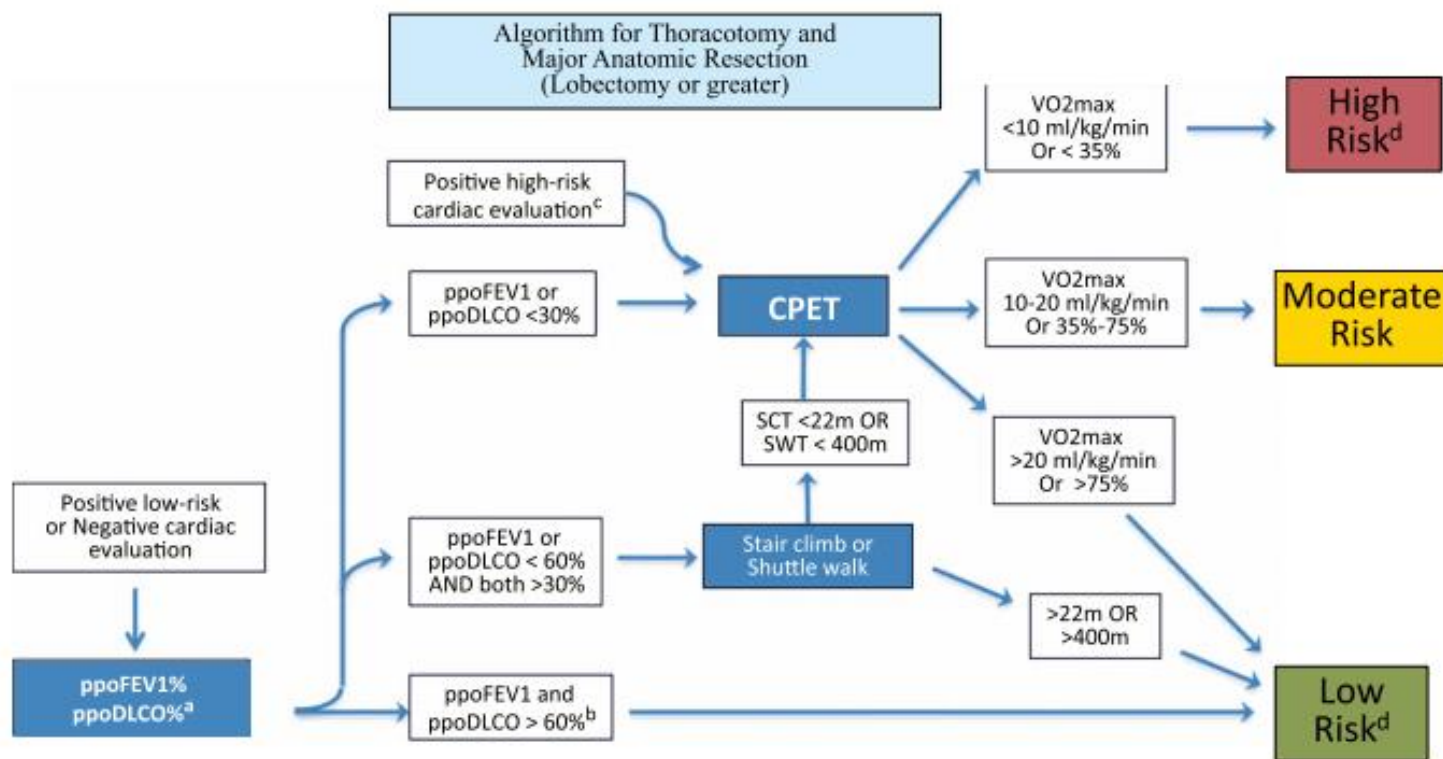 Algorithm for Thoracotomy and
Major Anatomic Resection
(Lobectomy or greater)
VO2max
<10 ml/kg/min
Or < 35%
High
Riskᵈ
Positive high-risk
cardiac evaluationᶜ
ppoFEV1 or
ppoDLCO <30%
CPET
VO2max
10-20 ml/kg/min
Or 35%-75%
Moderate
Risk
SCT <22m OR
SWT < 400m
VO2max
>20 ml/kg/min
Or >75%
Positive low-risk
or Negative cardiac
evaluation
ppoFEV1 or
ppoDLCO < 60%
AND both >30%
Stair climb or
Shuttle walk
>22m OR
>400m
ppoFEV1%
ppoDLCO%ᵃ
ppoFEV1 and
ppoDLCO > 60%ᵇ
Low
Riskᵈ